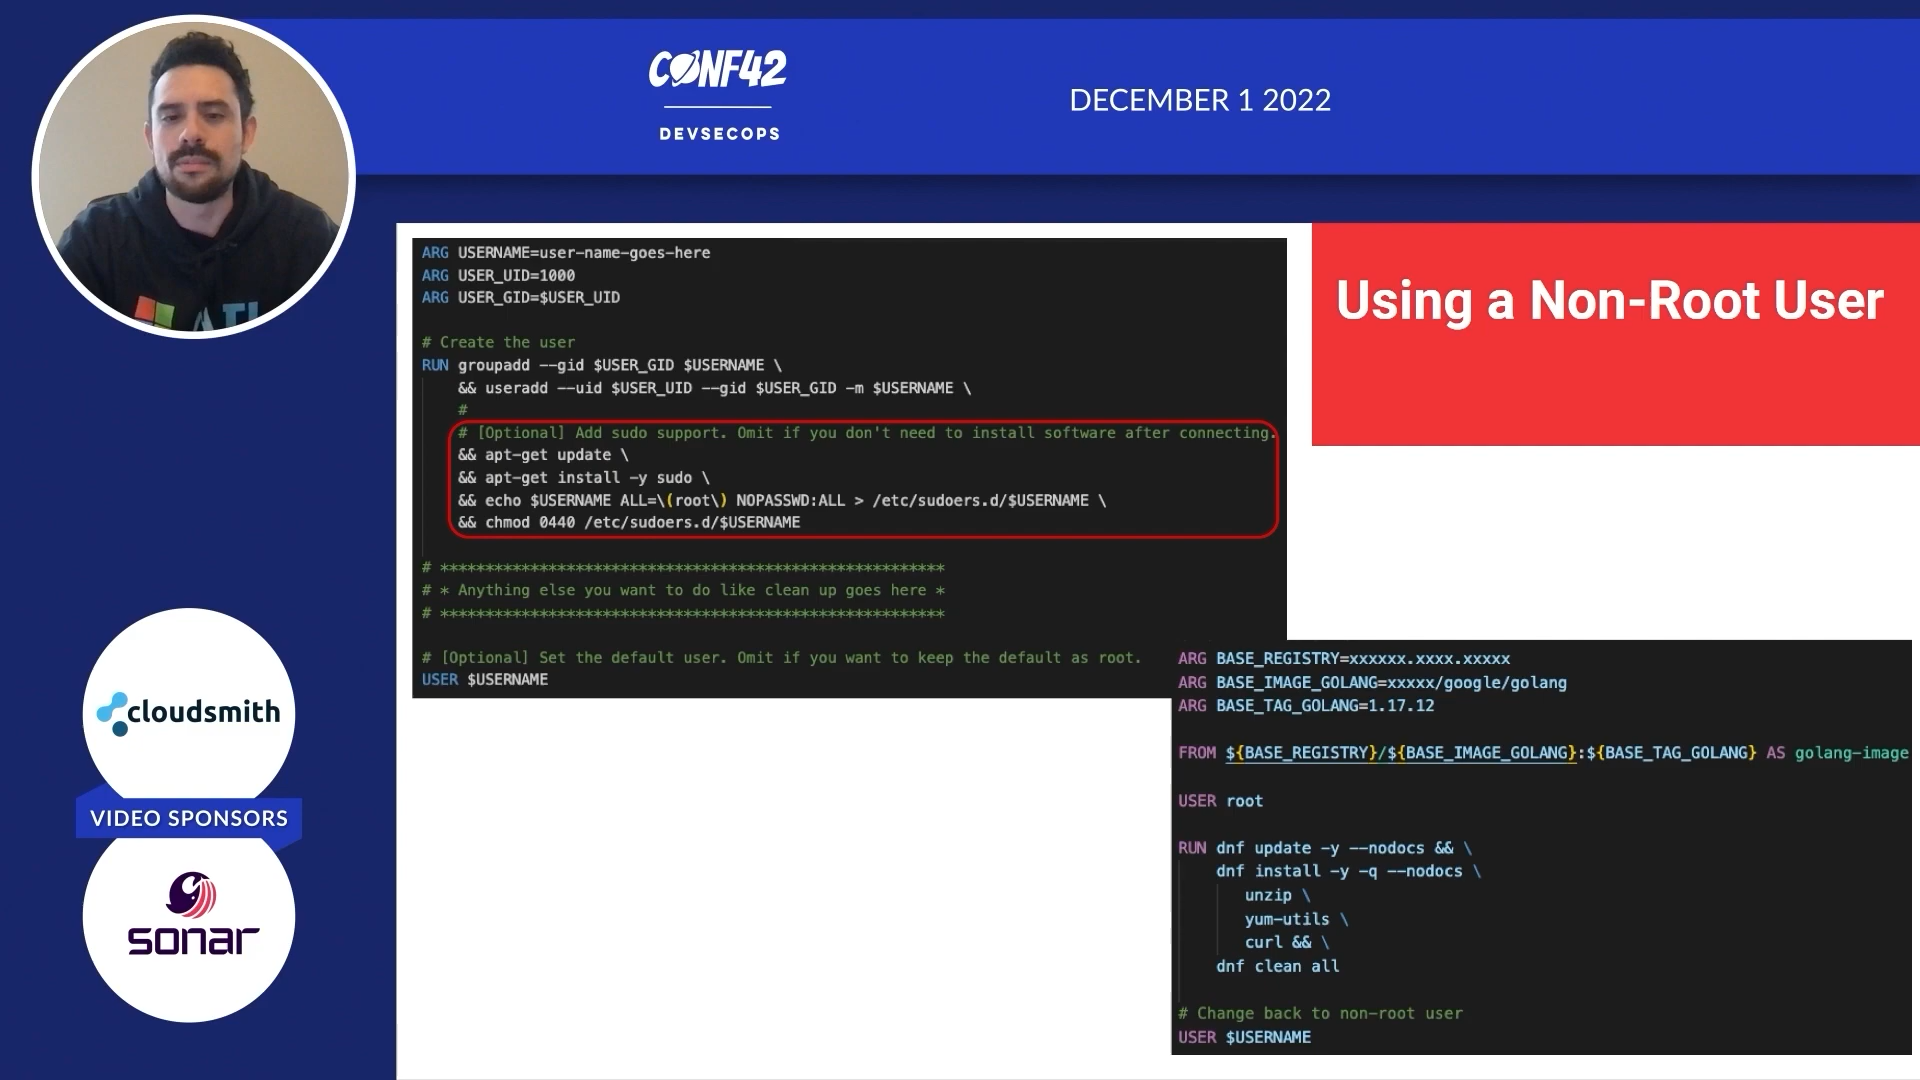 CONF42
DEVSECOPS
DECEMBER 1 2022
Using a Non-Root User
ARG USERNAME=user-name-goes-here
ARG USER_UID=1000
ARG USER_GID=$USER_UID
# Create the user
RUN groupadd --gid $USER_GID $USERNAME \
&& useradd --uid $USER_UID --gid $USER_GID -m $USERNAME \
#
# [Optional] Add sudo support. Omit if you don't need to install software after connecting.
&& apt-get update \
&& apt-get install -y sudo \
&& echo $USERNAME ALL=\(root\) NOPASSWD:ALL > /etc/sudoers.d/$USERNAME \
&& chmod 0440 /etc/sudoers.d/$USERNAME
# ********************************************************
# * Anything else you want to do like clean up goes here *
# ********************************************************
# [Optional] Set the default user. Omit if you want to keep the default as root.
USER $USERNAME
ARG BASE_REGISTRY=xxxxxx.xxxx.xxxxx
ARG BASE_IMAGE_GOLANG=xxxxx/google/golang
ARG BASE_TAG_GOLANG=1.17.12
FROM ${BASE_REGISTRY}/${BASE_IMAGE_GOLANG}:${BASE_TAG_GOLANG} AS golang-image
USER root
RUN dnf update -y --nodocs && \
dnf install -y -q --nodocs \
unzip \
yum-utils \
curl && \
dnf clean all
# Change back to non-root user
USER $USERNAME
cloudsmith
VIDEO SPONSORS
sonar